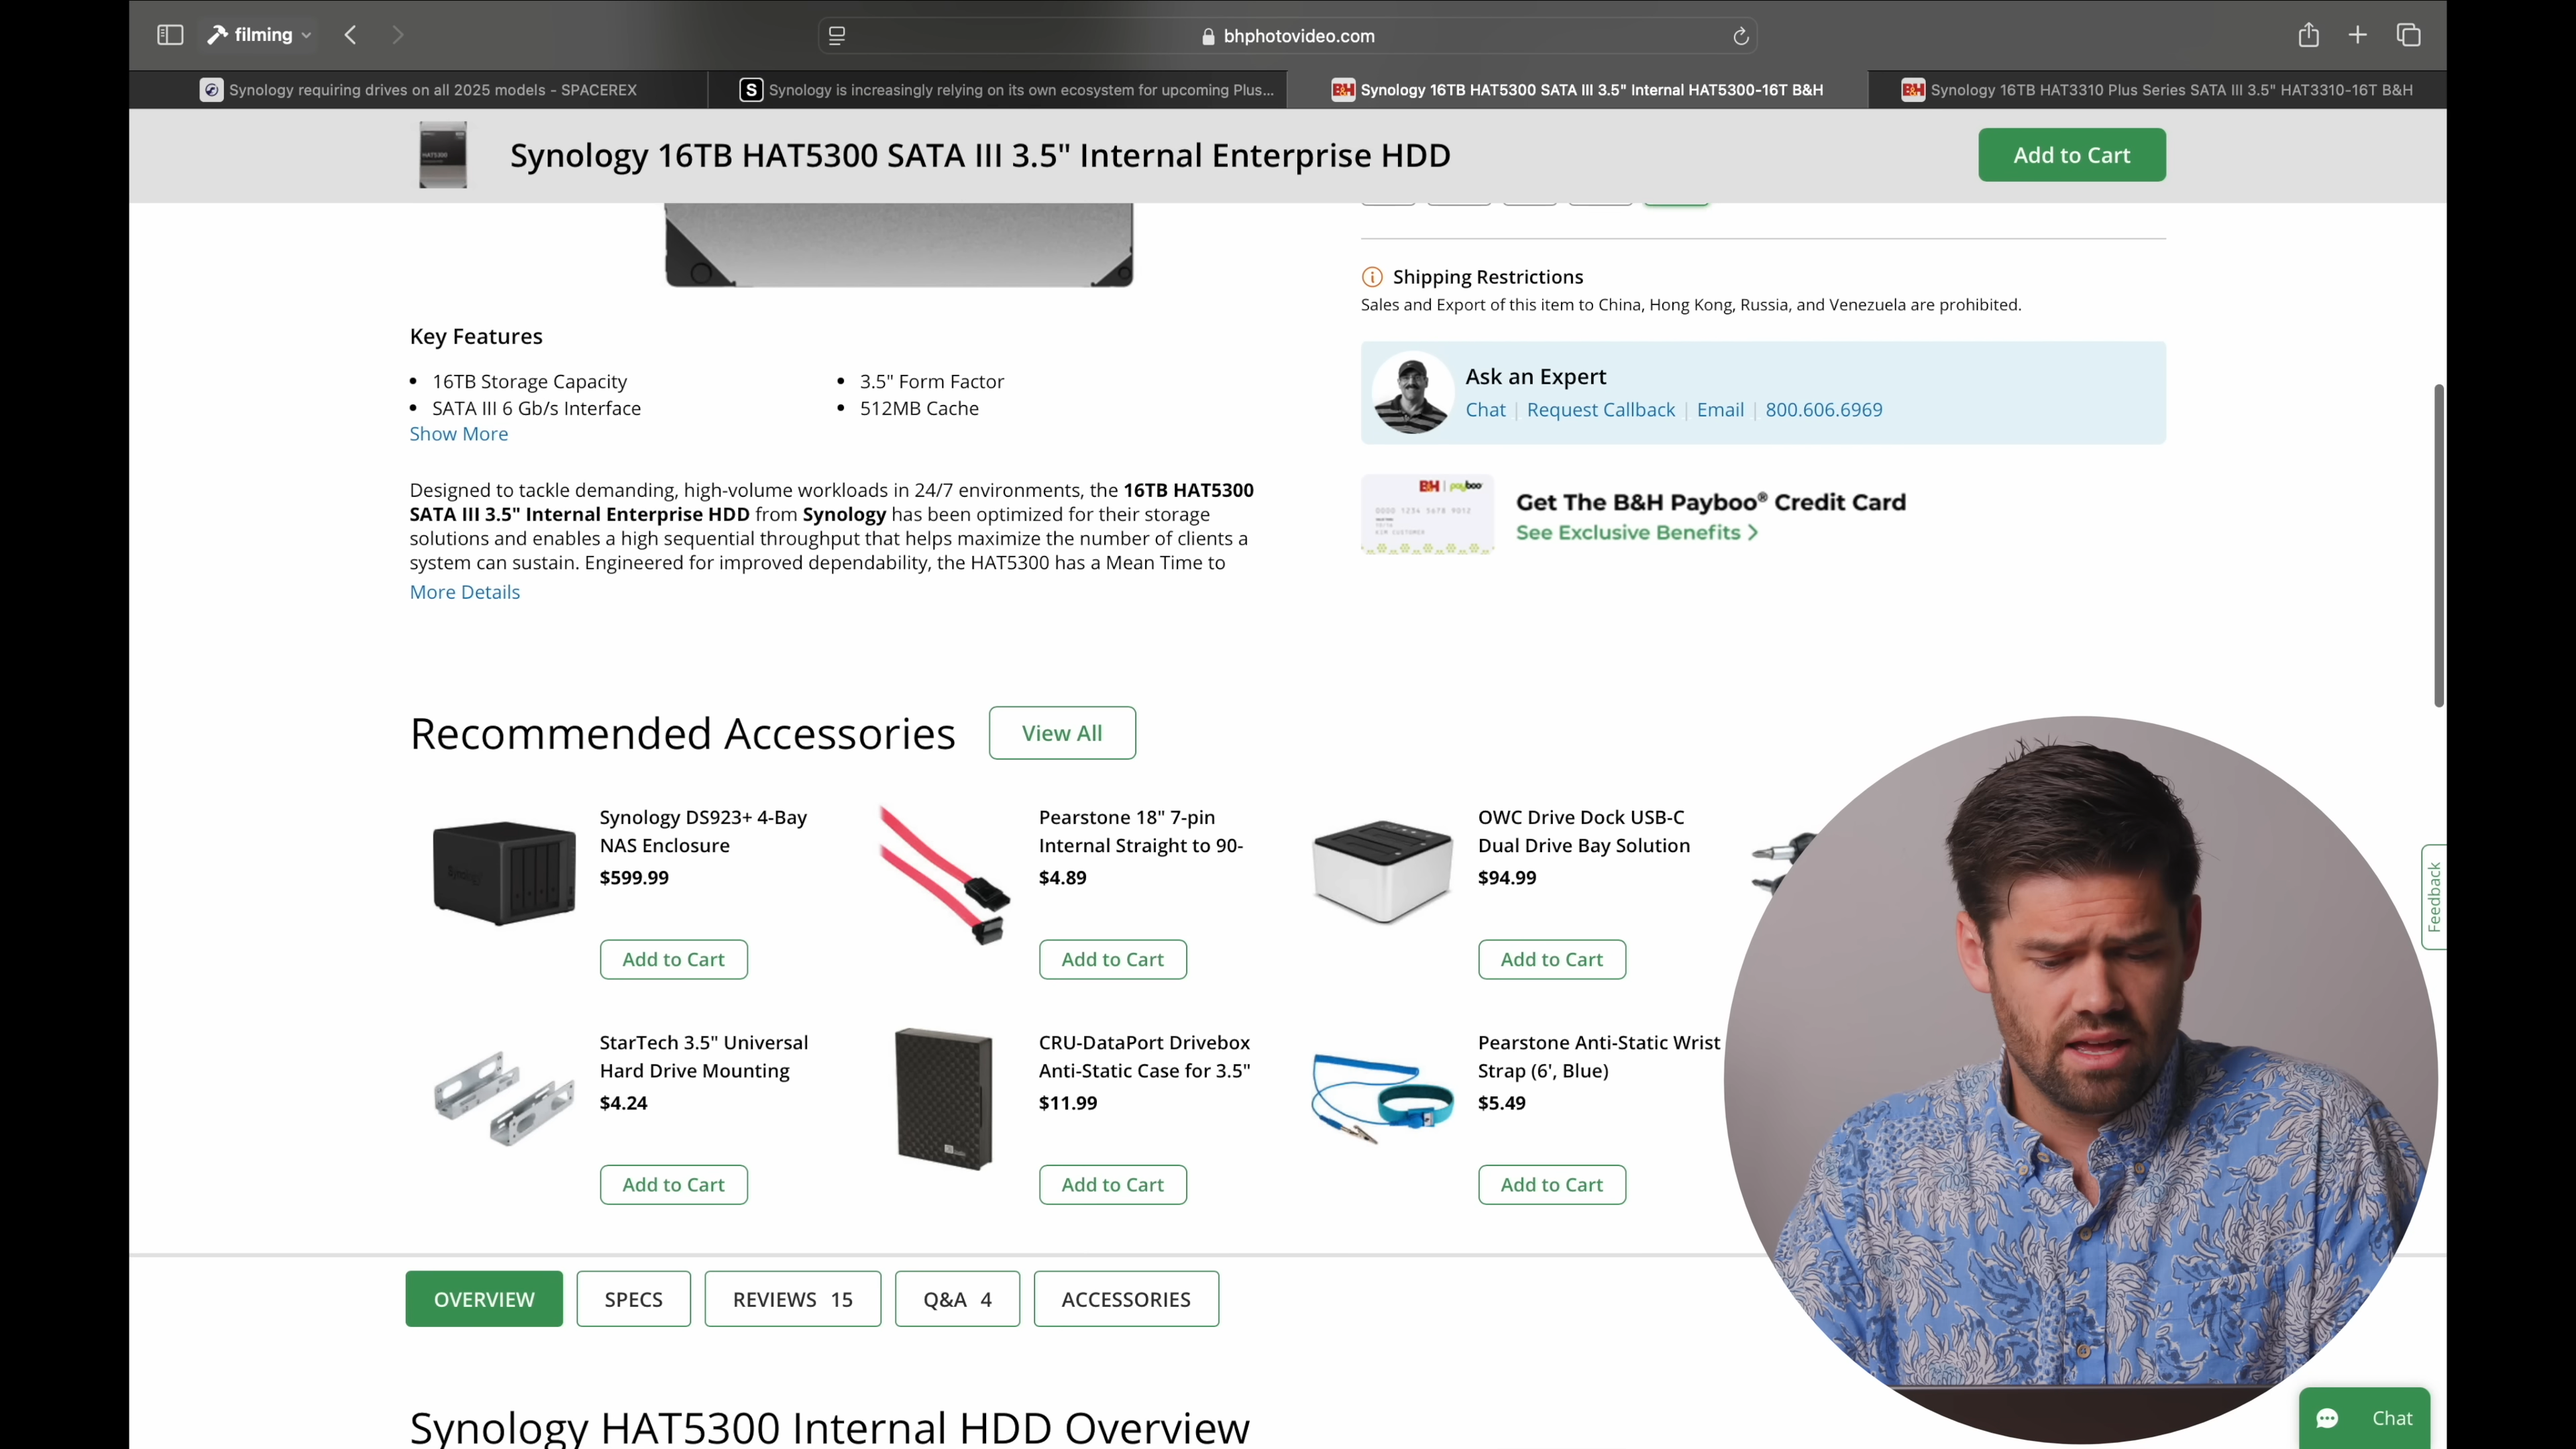 filming
bhphotovideo.com
Synology requiring drives on all 2025 models - SPACEREX
S Synology is increasingly relying on its own ecosystem for upcoming Plus...
B&H Synology 16TB HAT5300 SATA III 3.5" Internal HAT5300-16T B&H
B&H Synology 16TB HAT3310 Plus Series SATA III 3.5" HAT3310-16T B&H
HAT5300
Synology 16TB HAT5300 SATA III 3.5" Internal Enterprise HDD
Add to Cart
Shipping Restrictions
Sales and Export of this item to China, Hong Kong, Russia, and Venezuela are prohibited.
Key Features
16TB Storage Capacity
SATA III 6 Gb/s Interface
3.5" Form Factor
512MB Cache
Show More
Ask an Expert
Chat | Request Callback | Email | 800.606.6969
Designed to tackle demanding, high-volume workloads in 24/7 environments, the 16TB HAT5300
SATA III 3.5" Internal Enterprise HDD from Synology has been optimized for their storage
solutions and enables a high sequential throughput that helps maximize the number of clients a
system can sustain. Engineered for improved dependability, the HAT5300 has a Mean Time to
More Details
B&H | payboo
0000 1234 5678 9012
Get The B&H Payboo® Credit Card
See Exclusive Benefits
Recommended Accessories
View All
Synology DS923+ 4-Bay
NAS Enclosure
$599.99
Add to Cart
Pearstone 18" 7-pin
Internal Straight to 90-
$4.89
Add to Cart
OWC Drive Dock USB-C
Dual Drive Bay Solution
$94.99
Add to Cart
Feedback
StarTech 3.5" Universal
Hard Drive Mounting
$4.24
Add to Cart
CRU-DataPort Drivebox
Anti-Static Case for 3.5"
$11.99
Add to Cart
Pearstone Anti-Static Wrist
Strap (6', Blue)
$5.49
Add to Cart
OVERVIEW
SPECS
REVIEWS 15
Q&A 4
ACCESSORIES
Synology HAT5300 Internal HDD Overview
Chat